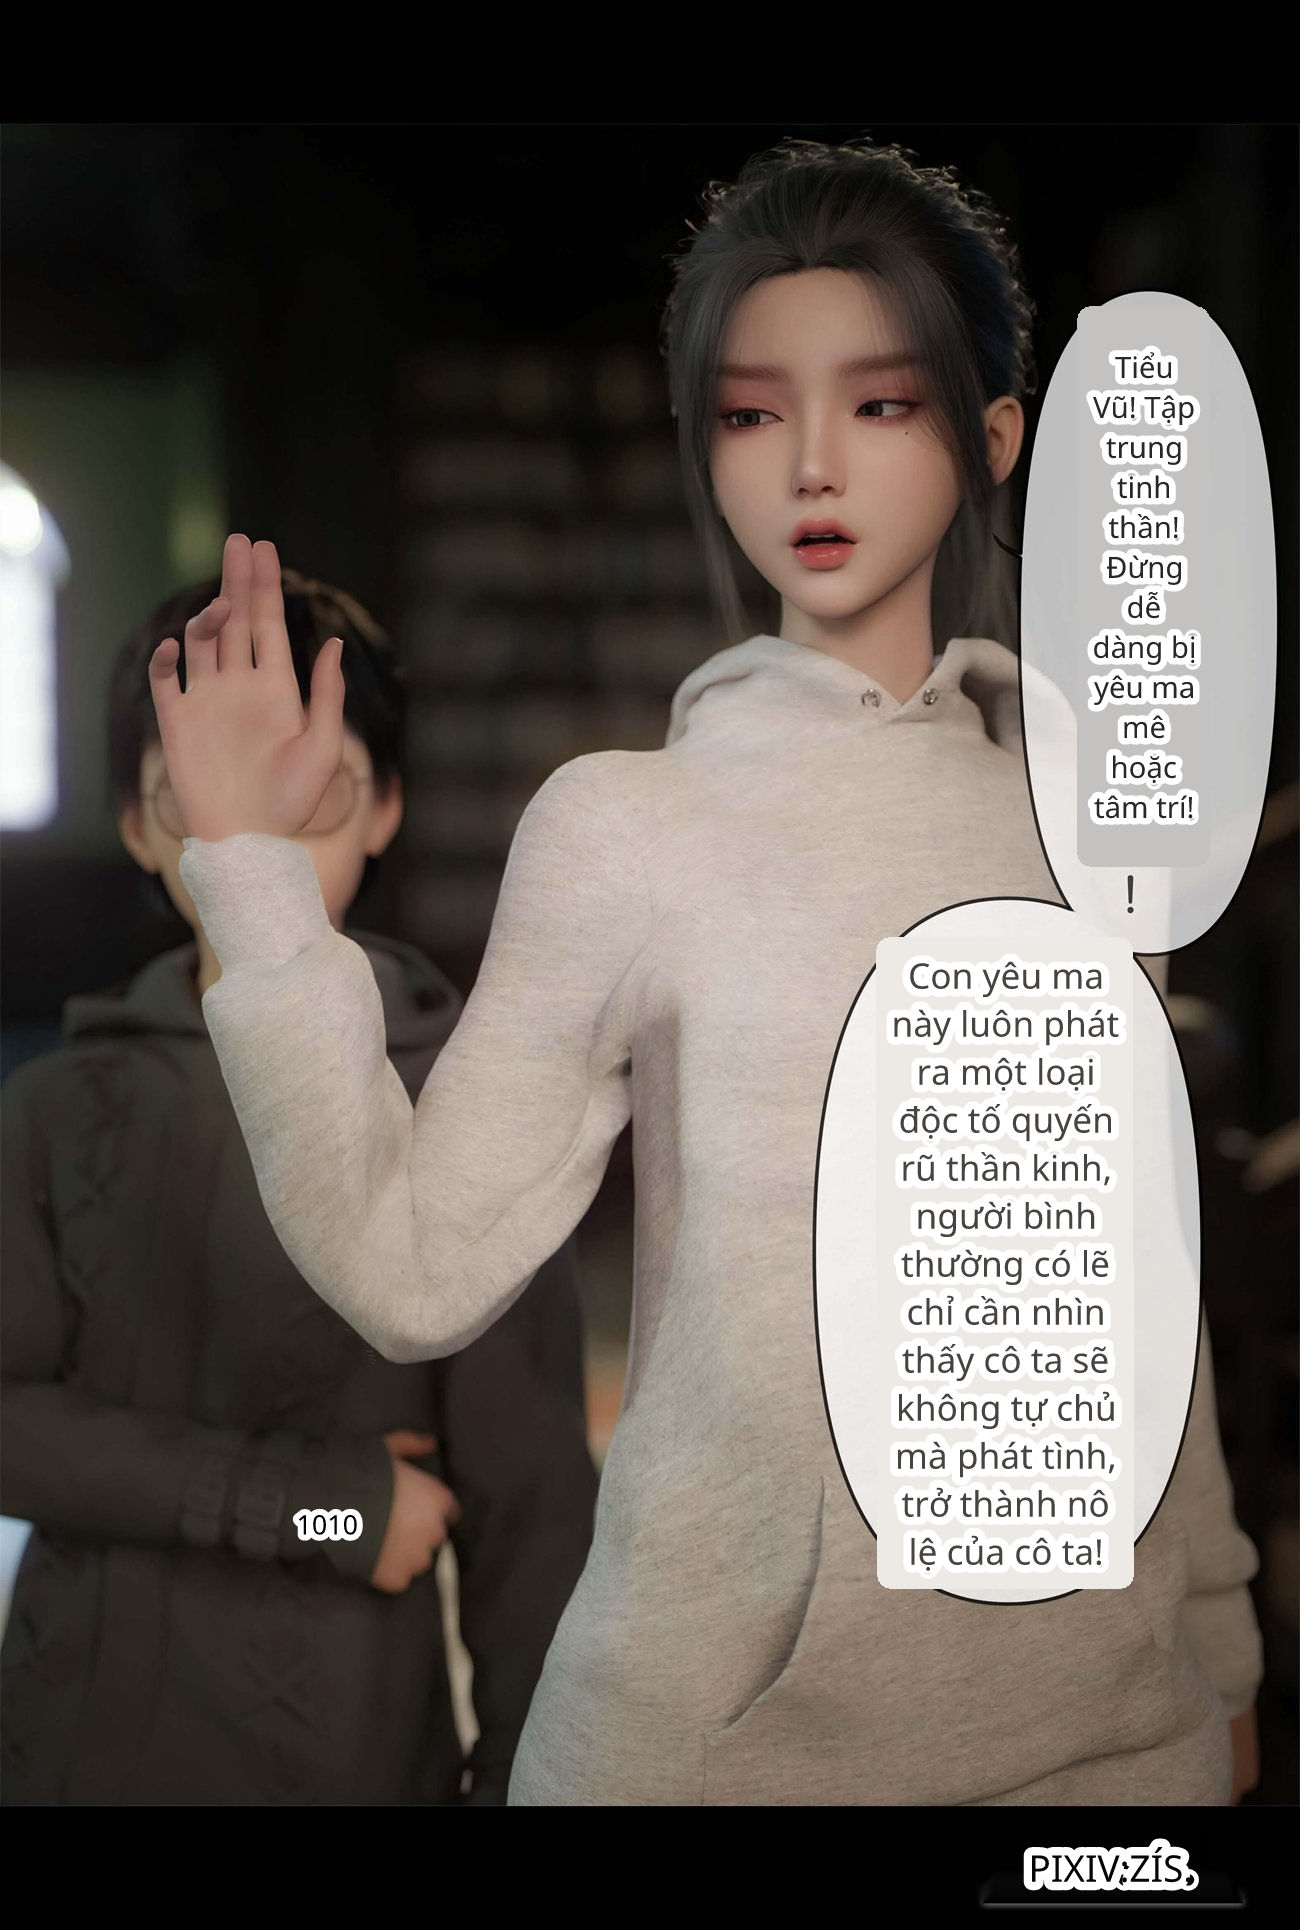 Tiểu
Vũ! Tập
trung
tinh
thần!
Đừng
dễ
dàng bị
yêu ma
mê
hoặc
tâm trí!
!
Con yêu ma
này luôn phát
ra một loại
độc tố quyến
rũ thần kinh,
người bình
thường có lẽ
chỉ cần nhìn
thấy cô ta sẽ
không tự chủ
mà phát tình,
trở thành nô
lệ của cô ta!
1010
PIXIV:ZÍS,